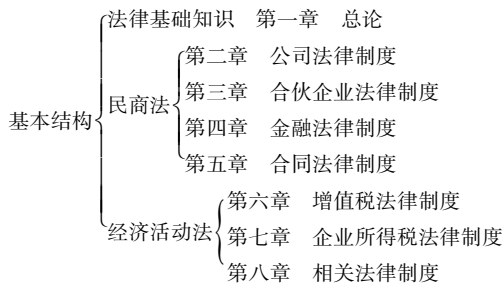 法律基础知识 第一章 总论
第二章 公司法律制度
第三章 合伙企业法律制度
民商法
第四章 金融法律制度
第五章 合同法律制度
基本结构
第六章 增值税法律制度
经济活动法
第七章 企业所得税法律制度
第八章 相关法律制度